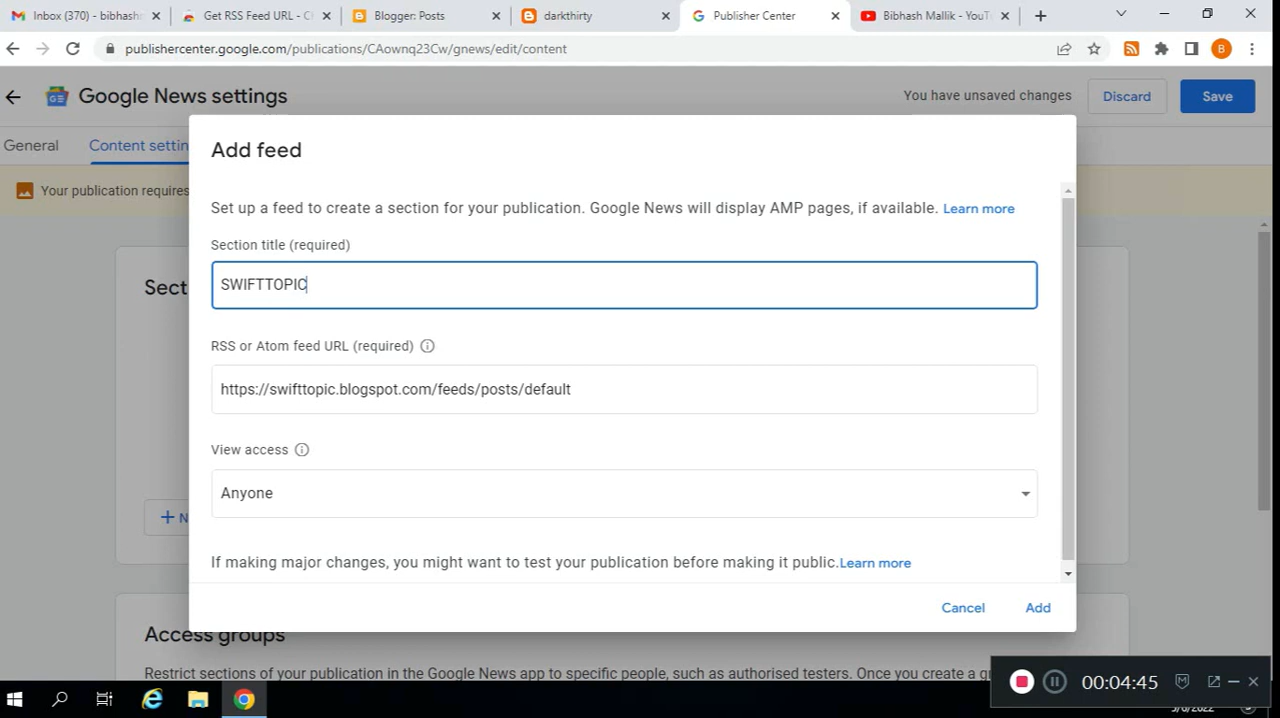 Inbox (370) - bibhash
Get RSS Feed URL - C
Blogger: Posts
darkthirty
Publisher Center
Bibhash Mallik - YouT
publishercenter.google.com/publications/CAownq23Cw/gnews/edit/content
B
Google News settings
You have unsaved changes
Discard
Save
General
Content settin
Your publication requires
Add feed
Set up a feed to create a section for your publication. Google News will display AMP pages, if available. Learn more
Section title (required)
SWIFTTOPIC
Sect
RSS or Atom feed URL (required)
https://swifttopic.blogspot.com/feeds/posts/default
View access
Anyone
+ N
If making major changes, you might want to test your publication before making it public.Learn more
Cancel
Add
Access groups
Restrict sections of your publication in the Google News app to specific people, such as authorised testers. Once you create a
00:04:45